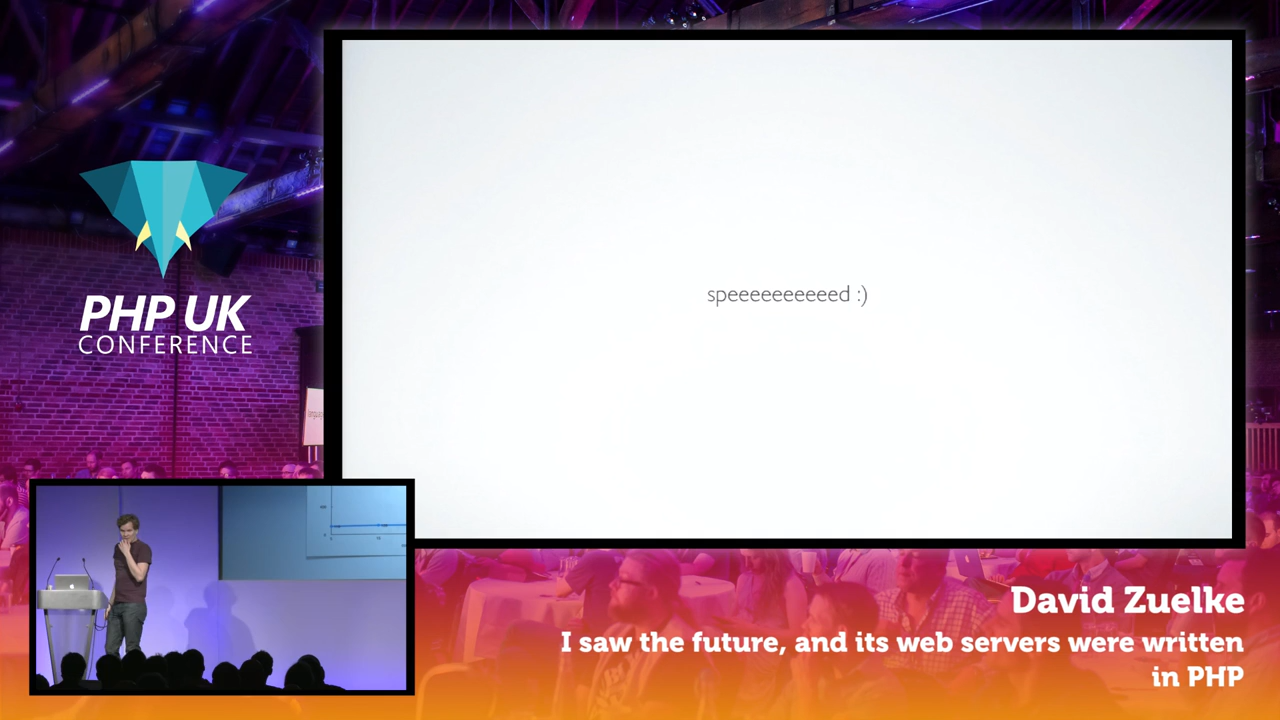 speeeeeeeeeed :)
PHP UK
CONFERENCE
David Zuelke
I saw the future, and its web servers were written
in PHP